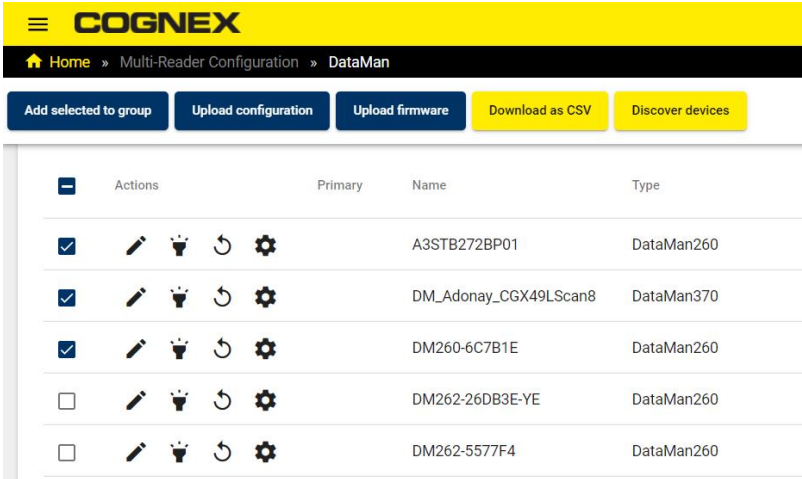 COGNEX
Home » Multi-Reader Configuration » DataMan
Add selected to group Upload configuration Upload firmware Download as CSV Discover devices
Actions Primary Name Type
A3STB272BP01 DataMan260
DM_Adonay_CGX49LScan8 DataMan370
DM260-6C7B1E DataMan260
DM262-26DB3E-YE DataMan260
DM262-5577F4 DataMan260